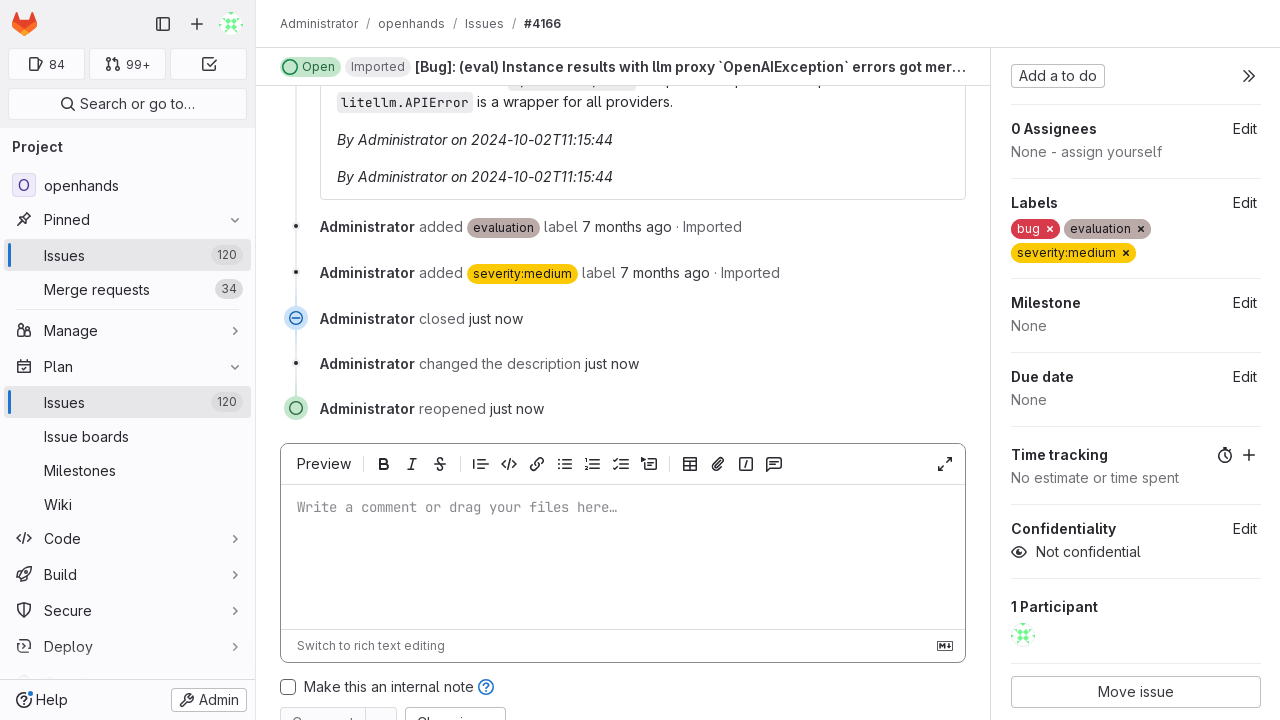 Administrator / openhands / Issues / #4166
84
99+
Search or go to…
Project
O openhands
Pinned
Issues 120
Merge requests 34
Manage
Plan
Issues 120
Issue boards
Milestones
Wiki
Code
Build
Secure
Deploy
Help
Admin
Open Imported [Bug]: (eval) Instance results with llm proxy `OpenAIException` errors got mer…
litellm.APIError is a wrapper for all providers.
By Administrator on 2024-10-02T11:15:44
By Administrator on 2024-10-02T11:15:44
Administrator added evaluation label 7 months ago · Imported
Administrator added severity:medium label 7 months ago · Imported
Administrator closed just now
Administrator changed the description just now
Administrator reopened just now
Preview
Write a comment or drag your files here…
Switch to rich text editing
Make this an internal note
Add a to do
0 Assignees Edit
None - assign yourself
Labels Edit
bug × evaluation ×
severity:medium ×
Milestone Edit
None
Due date Edit
None
Time tracking
No estimate or time spent
Confidentiality Edit
Not confidential
1 Participant
Move issue